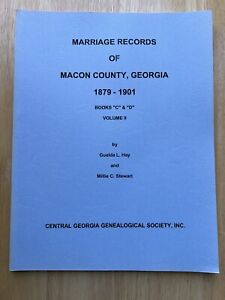 MARRIAGE RECORDS
OF
MACON COUNTY, GEORGIA
1879 - 1901
BOOKS "C" & "D"
VOLUME II
by
Guelda L. Hay
and
Millie C. Stewart
CENTRAL GEORGIA GENEALOGICAL SOCIETY, INC.